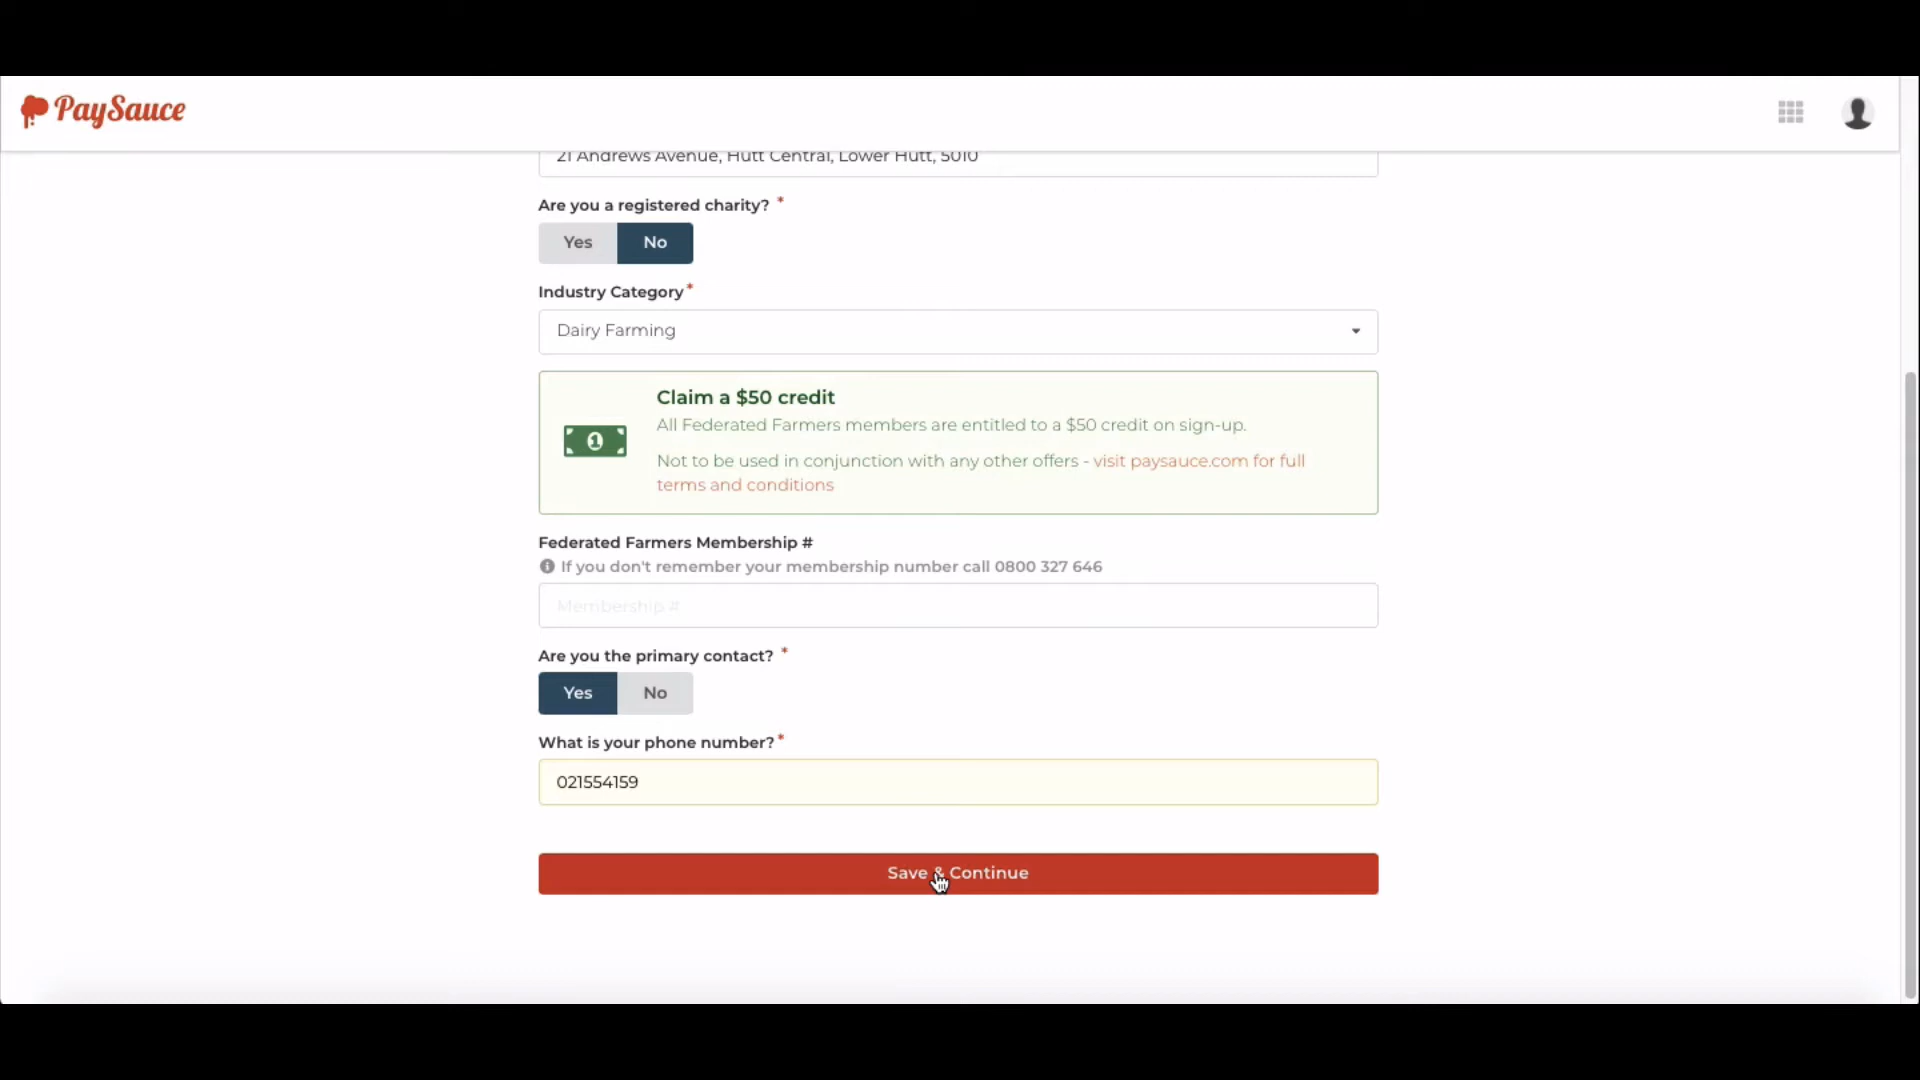 PaySauce
21 Andrews Avenue, Hutt Central, Lower Hutt, 5010
Are you a registered charity? *
Yes No
Industry Category *
Dairy Farming
Claim a $50 credit
All Federated Farmers members are entitled to a $50 credit on sign-up.
1
Not to be used in conjunction with any other offers - visit paysauce.com for full
terms and conditions
Federated Farmers Membership #
If you don't remember your membership number call 0800 327 646
Membership #
Are you the primary contact? *
Yes No
What is your phone number? *
021554159
Save & Continue